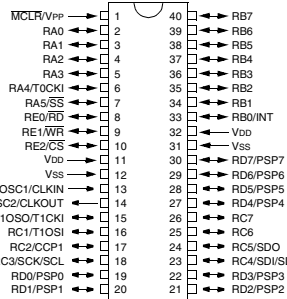 MCLR/VPP 1 40 RB7
RA0 2 39 RB6
RA1 3 38 RB5
RA2 4 37 RB4
RA3 5 36 RB3
RA4/T0CKI 6 35 RB2
RA5/SS 7 34 RB1
RE0/RD 8 33 RB0/INT
RE1/WR 9 32 VDD
RE2/CS 10 31 VSS
VDD 11 30 RD7/PSP7
VSS 12 29 RD6/PSP6
OSC1/CLKIN 13 28 RD5/PSP5
SC2/CLKOUT 14 27 RD4/PSP4
1OSO/T1CKI 15 26 RC7
RC1/T1OSI 16 25 RC6
RC2/CCP1 17 24 RC5/SDO
C3/SCK/SCL 18 23 RC4/SDI/SI
RD0/PSP0 19 22 RD3/PSP3
RD1/PSP1 20 21 RD2/PSP2